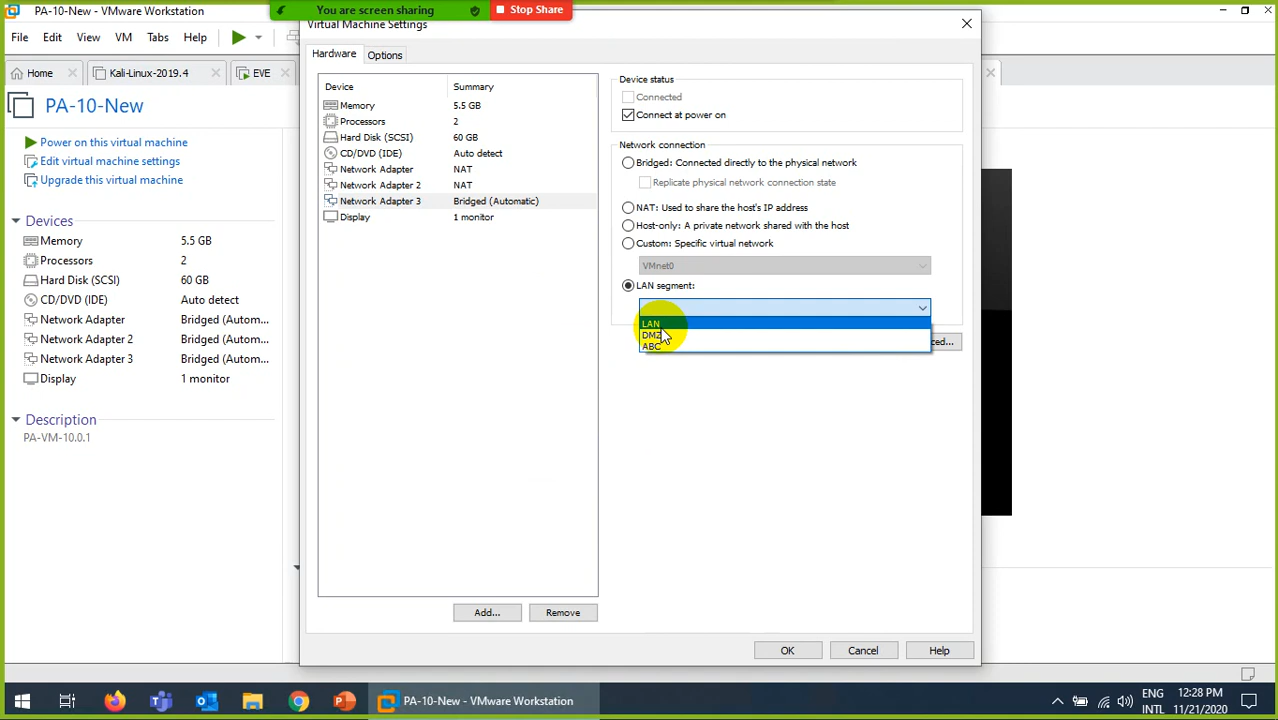 PA-10-New - VMware Workstation
You are screen sharing
Stop Share
File Edit View VM Tabs Help
Home
Kali-Linux-2019.4
EVE
PA-10-New
Power on this virtual machine
Edit virtual machine settings
Upgrade this virtual machine
Devices
Memory 5.5 GB
Processors 2
Hard Disk (SCSI) 60 GB
CD/DVD (IDE) Auto detect
Network Adapter Bridged (Autom...
Network Adapter 2 Bridged (Autom...
Network Adapter 3 Bridged (Autom...
Display 1 monitor
Description
PA-VM-10.0.1
Virtual Machine Settings
Hardware
Options
Device Summary
Memory 5.5 GB
Processors 2
Hard Disk (SCSI) 60 GB
CD/DVD (IDE) Auto detect
Network Adapter NAT
Network Adapter 2 NAT
Network Adapter 3 Bridged (Automatic)
Display 1 monitor
Add...
Remove
Device status
Connected
Connect at power on
Network connection
Bridged: Connected directly to the physical network
Replicate physical network connection state
NAT: Used to share the host's IP address
Host-only: A private network shared with the host
Custom: Specific virtual network
VMnet0
LAN segment:
LAN
DMZ
ABC
OK
Cancel
Help
PA-10-New - VMware Workstation
ENG
INTL
12:28 PM
11/21/2020